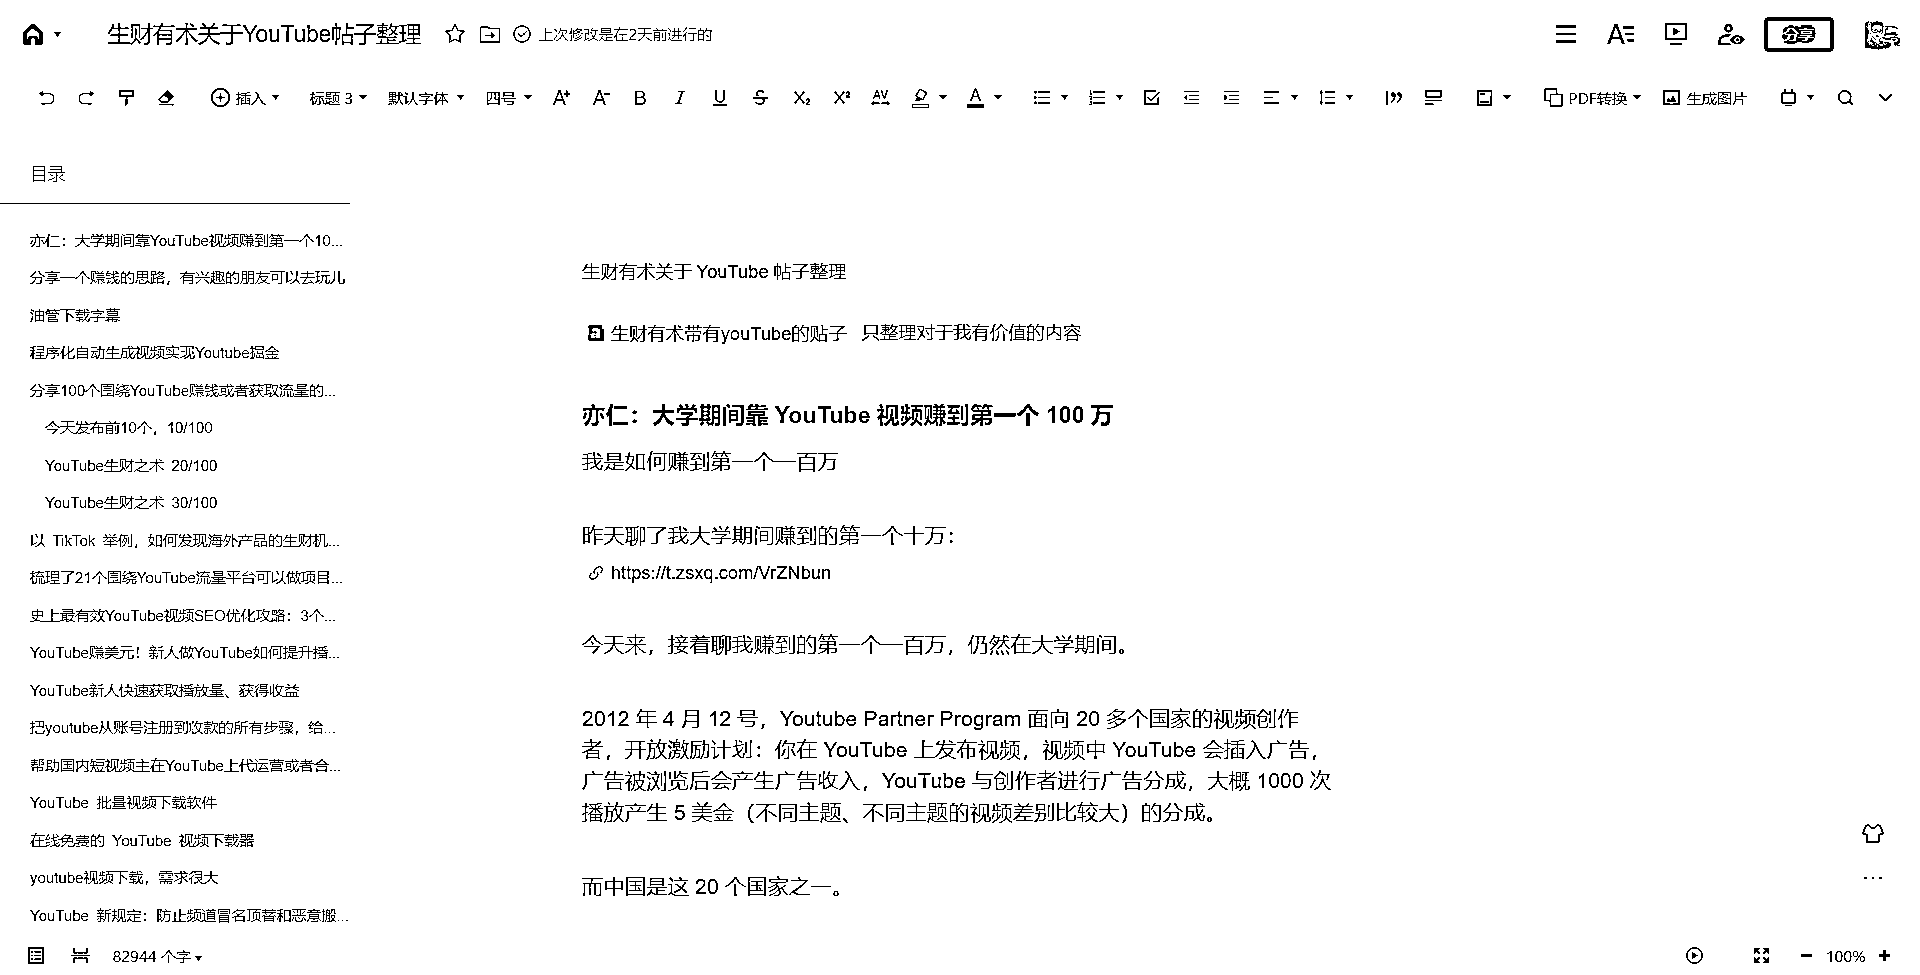 生财有术关于YouTube帖子整理 上次修改是在2天前进行的 分享
插入 标题 3 默认字体 四号 A⁺ A⁻ B I U S X₂ X² AV A PDF转换 生成图片
目录
亦仁：大学期间靠YouTube视频赚到第一个10...
分享一个赚钱的思路，有兴趣的朋友可以去玩儿
油管下载字幕
程序化自动生成视频实现Youtube掘金
分享100个围绕YouTube赚钱或者获取流量的...
今天发布前10个，10/100
YouTube生财之术 20/100
YouTube生财之术 30/100
以 TikTok 举例，如何发现海外产品的生财机...
梳理了21个围绕YouTube流量平台可以做项目...
史上最有效YouTube视频SEO优化攻略：3个...
YouTube赚美元！新人做YouTube如何提升播...
YouTube新人快速获取播放量、获得收益
把youtube从账号注册到收款的所有步骤，给...
帮助国内短视频主在YouTube上代运营或者合...
YouTube 批量视频下载软件
在线免费的 YouTube 视频下载器
youtube视频下载，需求很大
YouTube 新规定：防止频道冒名顶替和恶意搬...
生财有术关于 YouTube 帖子整理
生财有术带有youTube的贴子 只整理对于我有价值的内容
亦仁：大学期间靠 YouTube 视频赚到第一个 100 万
我是如何赚到第一个一百万
昨天聊了我大学期间赚到的第一个十万：
https://t.zsxq.com/VrZNbun
今天来，接着聊我赚到的第一个一百万，仍然在大学期间。
2012 年 4 月 12 号，Youtube Partner Program 面向 20 多个国家的视频创作
者，开放激励计划：你在 YouTube 上发布视频，视频中 YouTube 会插入广告，
广告被浏览后会产生广告收入，YouTube 与创作者进行广告分成，大概 1000 次
播放产生 5 美金（不同主题、不同主题的视频差别比较大）的分成。
而中国是这 20 个国家之一。
82944 个字 100%